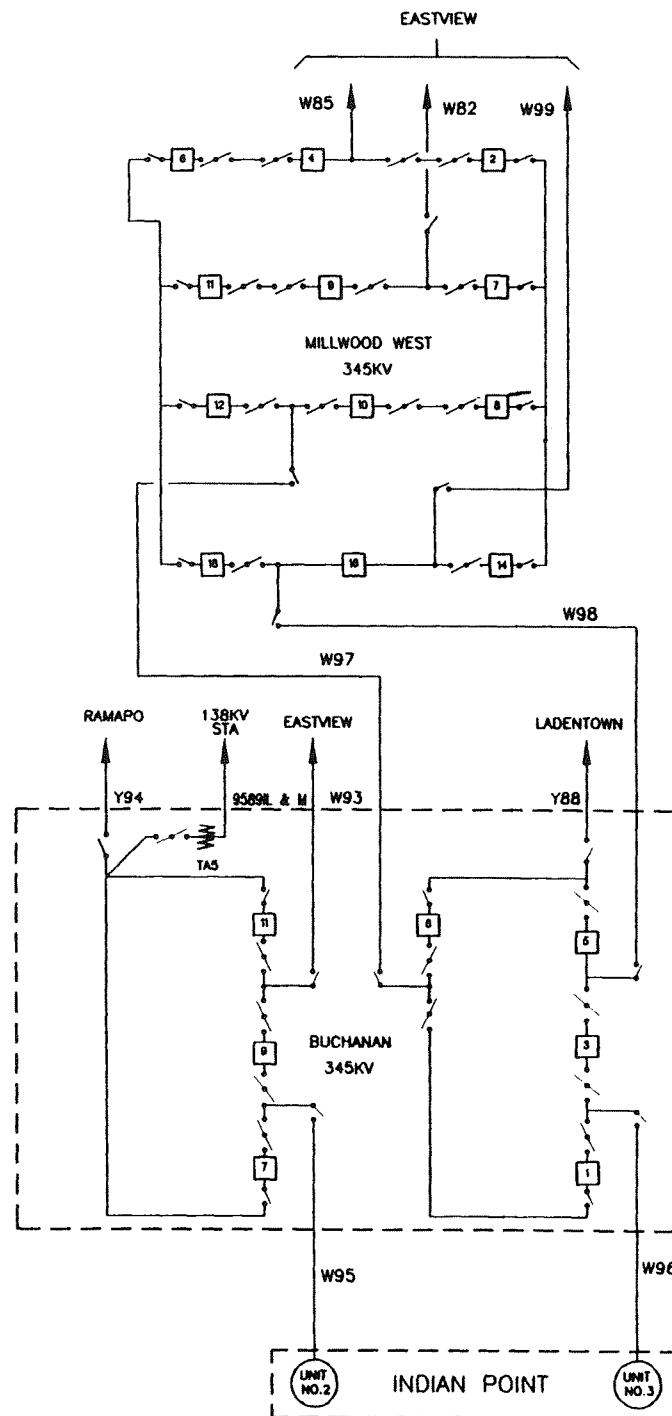 EASTVIEW
W85
W82
W99
6
4
2
11
9
7
MILLWOOD WEST
345KV
12
10
8
18
16
14
W98
W97
RAMAPO
138KV
STA
EASTVIEW
LADENTOWN
Y94
95891L & M
W93
Y88
TA5
11
6
5
9
BUCHANAN
345KV
3
7
1
W95
W96
UNIT
NO.2
INDIAN POINT
UNIT
NO.3